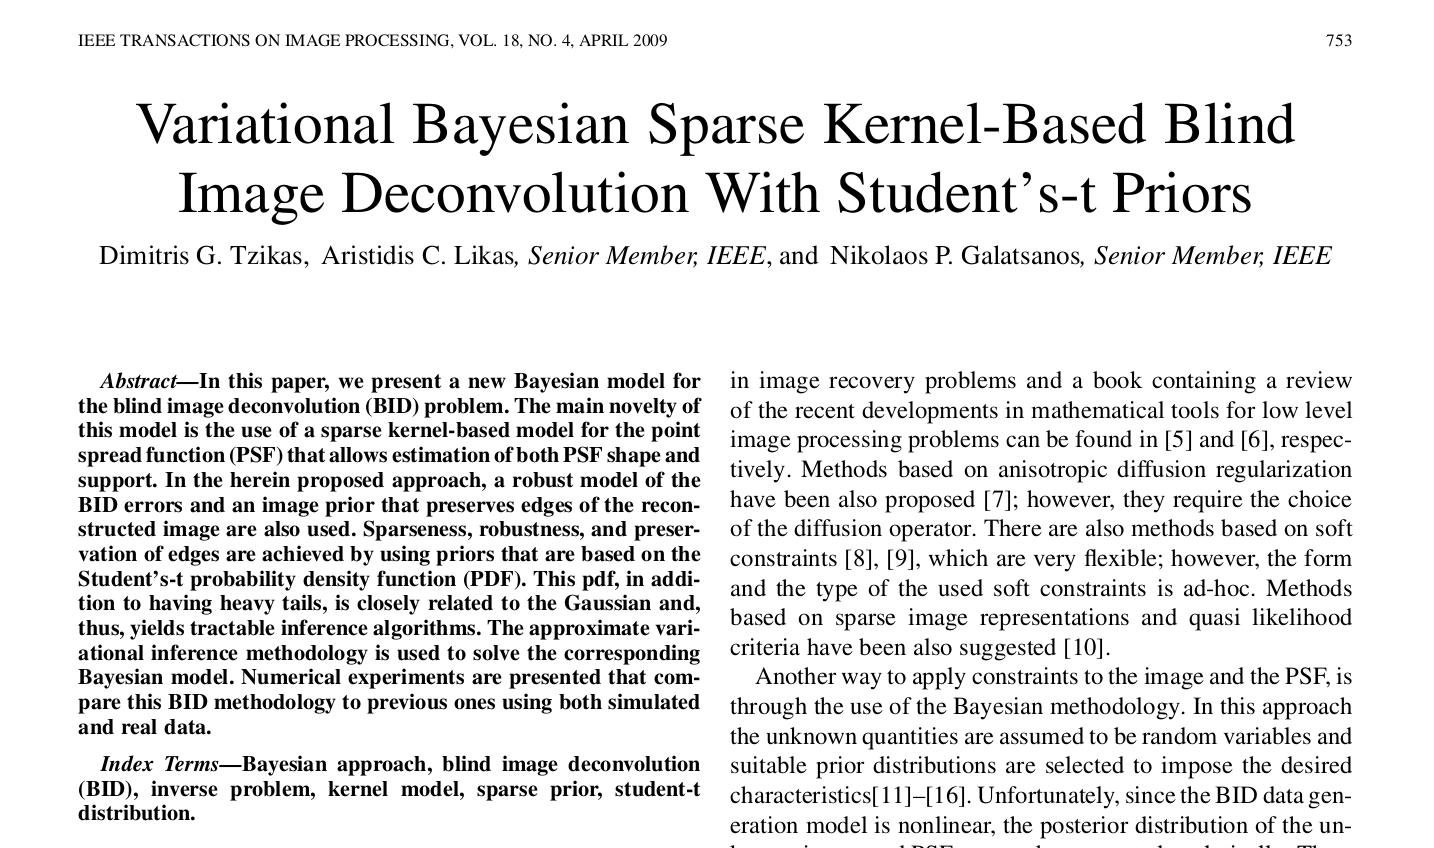 IEEE TRANSACTIONS ON IMAGE PROCESSING, VOL. 18, NO. 4, APRIL 2009 753
Variational Bayesian Sparse Kernel-Based Blind
Image Deconvolution With Student's-t Priors
Dimitris G. Tzikas, Aristidis C. Likas, Senior Member, IEEE, and Nikolaos P. Galatsanos, Senior Member, IEEE
Abstract—In this paper, we present a new Bayesian model for
the blind image deconvolution (BID) problem. The main novelty of
this model is the use of a sparse kernel-based model for the point
spread function (PSF) that allows estimation of both PSF shape and
support. In the herein proposed approach, a robust model of the
BID errors and an image prior that preserves edges of the recon-
structed image are also used. Sparseness, robustness, and preser-
vation of edges are achieved by using priors that are based on the
Student's-t probability density function (PDF). This pdf, in addi-
tion to having heavy tails, is closely related to the Gaussian and,
thus, yields tractable inference algorithms. The approximate vari-
ational inference methodology is used to solve the corresponding
Bayesian model. Numerical experiments are presented that com-
pare this BID methodology to previous ones using both simulated
and real data.
Index Terms—Bayesian approach, blind image deconvolution
(BID), inverse problem, kernel model, sparse prior, student-t
distribution.
in image recovery problems and a book containing a review
of the recent developments in mathematical tools for low level
image processing problems can be found in [5] and [6], respec-
tively. Methods based on anisotropic diffusion regularization
have been also proposed [7]; however, they require the choice
of the diffusion operator. There are also methods based on soft
constraints [8], [9], which are very flexible; however, the form
and the type of the used soft constraints is ad-hoc. Methods
based on sparse image representations and quasi likelihood
criteria have been also suggested [10].
Another way to apply constraints to the image and the PSF, is
through the use of the Bayesian methodology. In this approach
the unknown quantities are assumed to be random variables and
suitable prior distributions are selected to impose the desired
characteristics[11]–[16]. Unfortunately, since the BID data gen-
eration model is nonlinear, the posterior distribution of the un-